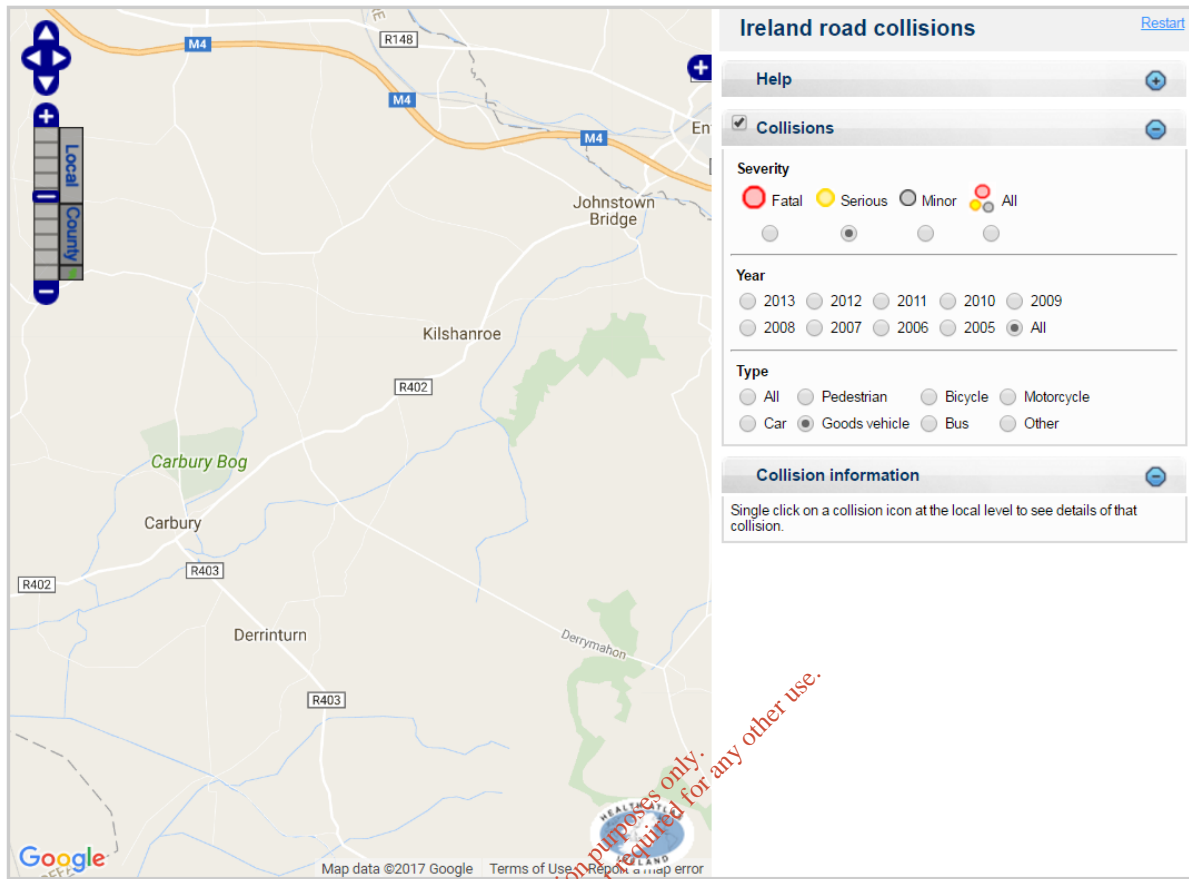 M4
R148
M4
M4
Johnstown
Bridge
Kilshanroe
R402
Carbury Bog
Carbury
R403
R402
Derrinturn
Derrymahon
R403
Local
County
Google
Map data ©2017 Google Terms of Use Report a map error
HEALTH ATLAS
IRELAND
Ireland road collisions
Restart
Help
Collisions
Severity
Fatal Serious Minor All
Year
2013 2012 2011 2010 2009
2008 2007 2006 2005 All
Type
All Pedestrian Bicycle Motorcycle
Car Goods vehicle Bus Other
Collision information
Single click on a collision icon at the local level to see details of that
collision.
purposes only.
required for any other use.